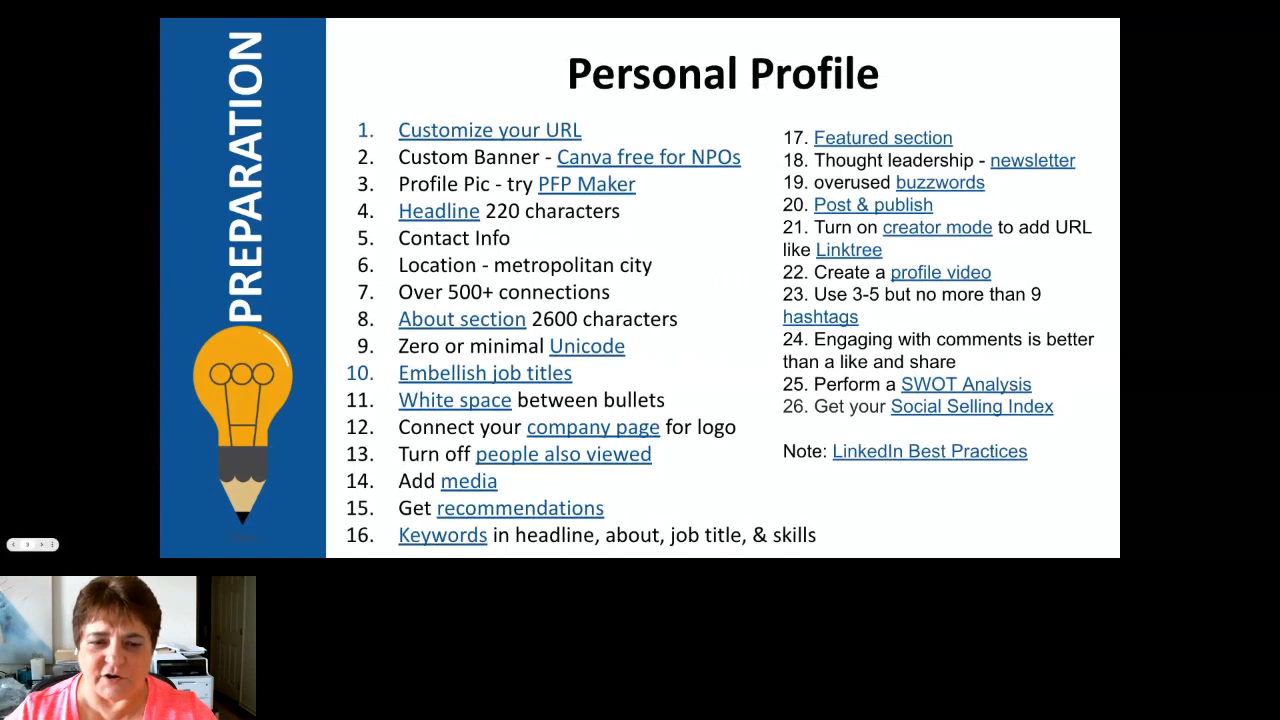 PREPARATION
Personal Profile
1. Customize your URL
2. Custom Banner - Canva free for NPOs
3. Profile Pic - try PFP Maker
4. Headline 220 characters
5. Contact Info
6. Location - metropolitan city
7. Over 500+ connections
8. About section 2600 characters
9. Zero or minimal Unicode
10. Embellish job titles
11. White space between bullets
12. Connect your company page for logo
13. Turn off people also viewed
14. Add media
15. Get recommendations
16. Keywords in headline, about, job title, & skills
17. Featured section
18. Thought leadership - newsletter
19. overused buzzwords
20. Post & publish
21. Turn on creator mode to add URL
like Linktree
22. Create a profile video
23. Use 3-5 but no more than 9
hashtags
24. Engaging with comments is better
than a like and share
25. Perform a SWOT Analysis
26. Get your Social Selling Index
Note: LinkedIn Best Practices
3